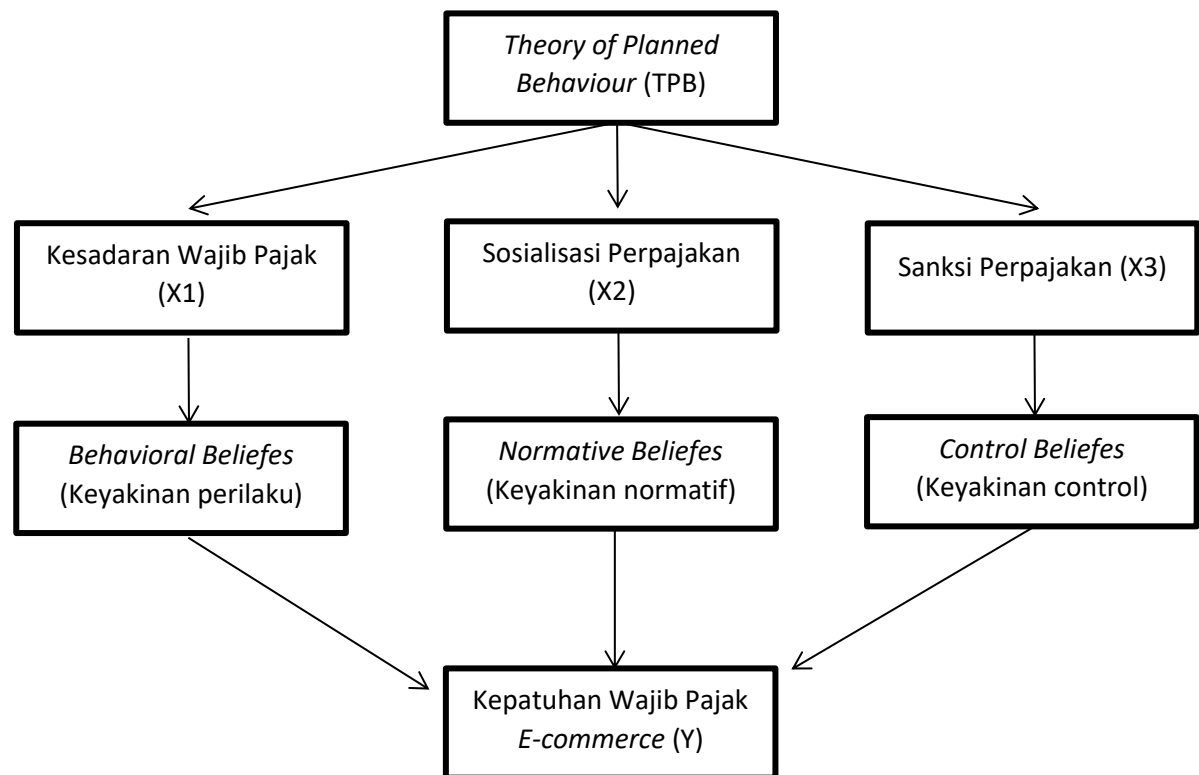 Theory of Planned
Behaviour (TPB)
Kesadaran Wajib Pajak
(X1)
Sosialisasi Perpajakan
(X2)
Sanksi Perpajakan (X3)
Behavioral Beliefes
(Keyakinan perilaku)
Normative Beliefes
(Keyakinan normatif)
Control Beliefes
(Keyakinan control)
Kepatuhan Wajib Pajak
E-commerce (Y)